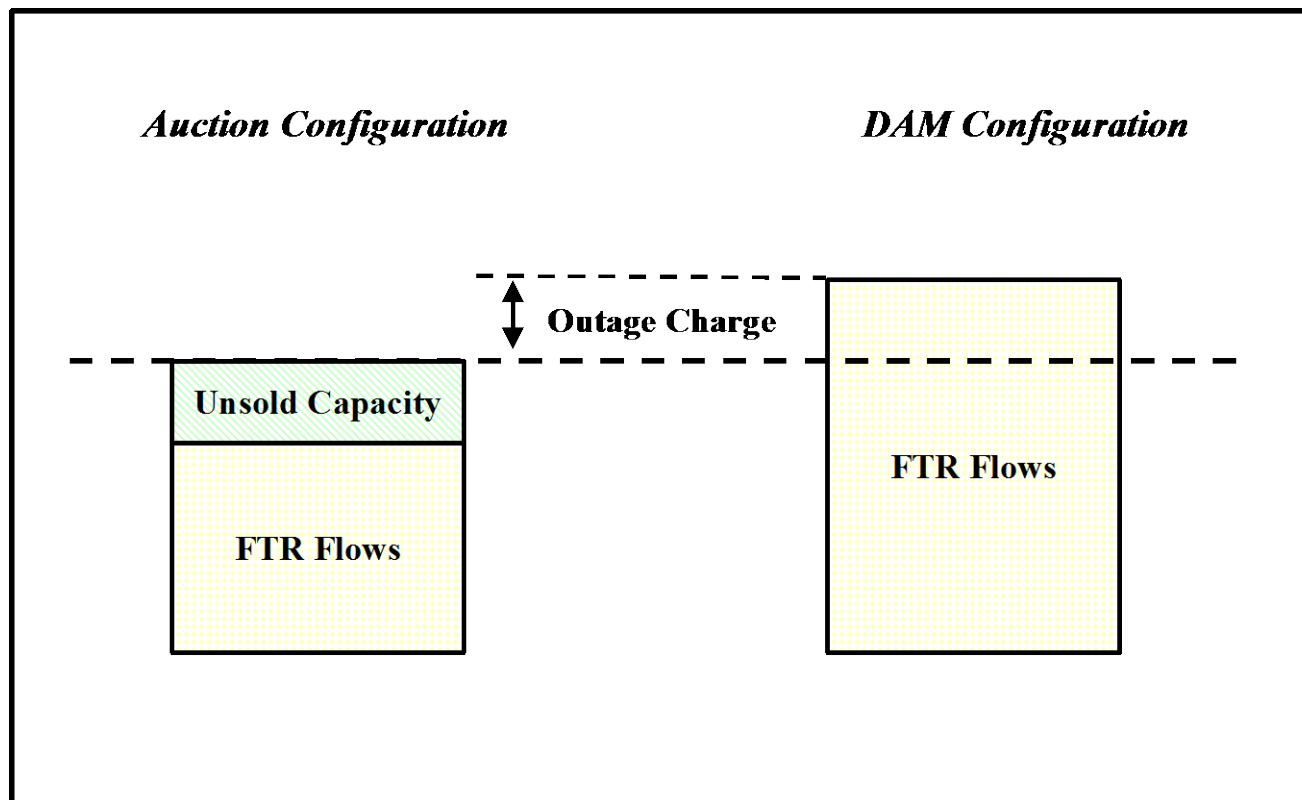 Auction Configuration
DAM Configuration
Outage Charge
Unsold Capacity
FTR Flows
FTR Flows